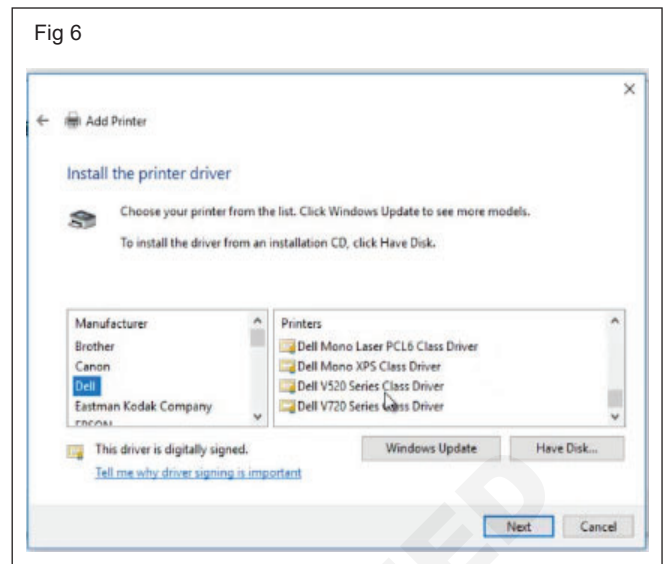 Fig 6
Add Printer
Install the printer driver
Choose your printer from the list. Click Windows Update to see more models.
To install the driver from an installation CD, click Have Disk.
Manufacturer
Brother
Canon
Dell
Eastman Kodak Company
EPSON
Printers
Dell Mono Laser PCL6 Class Driver
Dell Mono XPS Class Driver
Dell V520 Series Class Driver
Dell V720 Series Class Driver
This driver is digitally signed.
Tell me why driver signing is important
Windows Update
Have Disk...
Next
Cancel